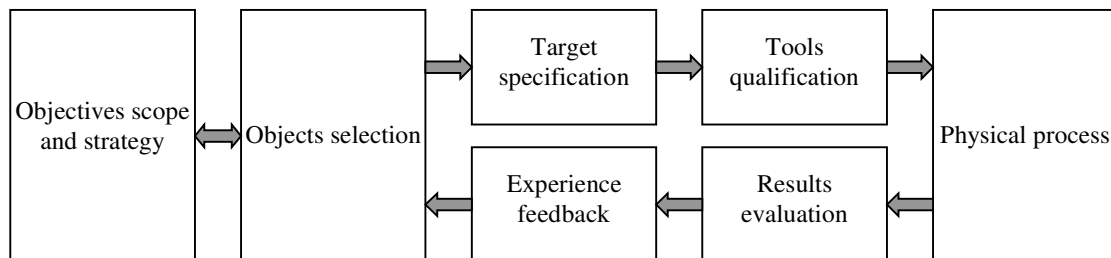 Objectives scope
and strategy
Objects selection
Target
specification
Tools
qualification
Experience
feedback
Results
evaluation
Physical process